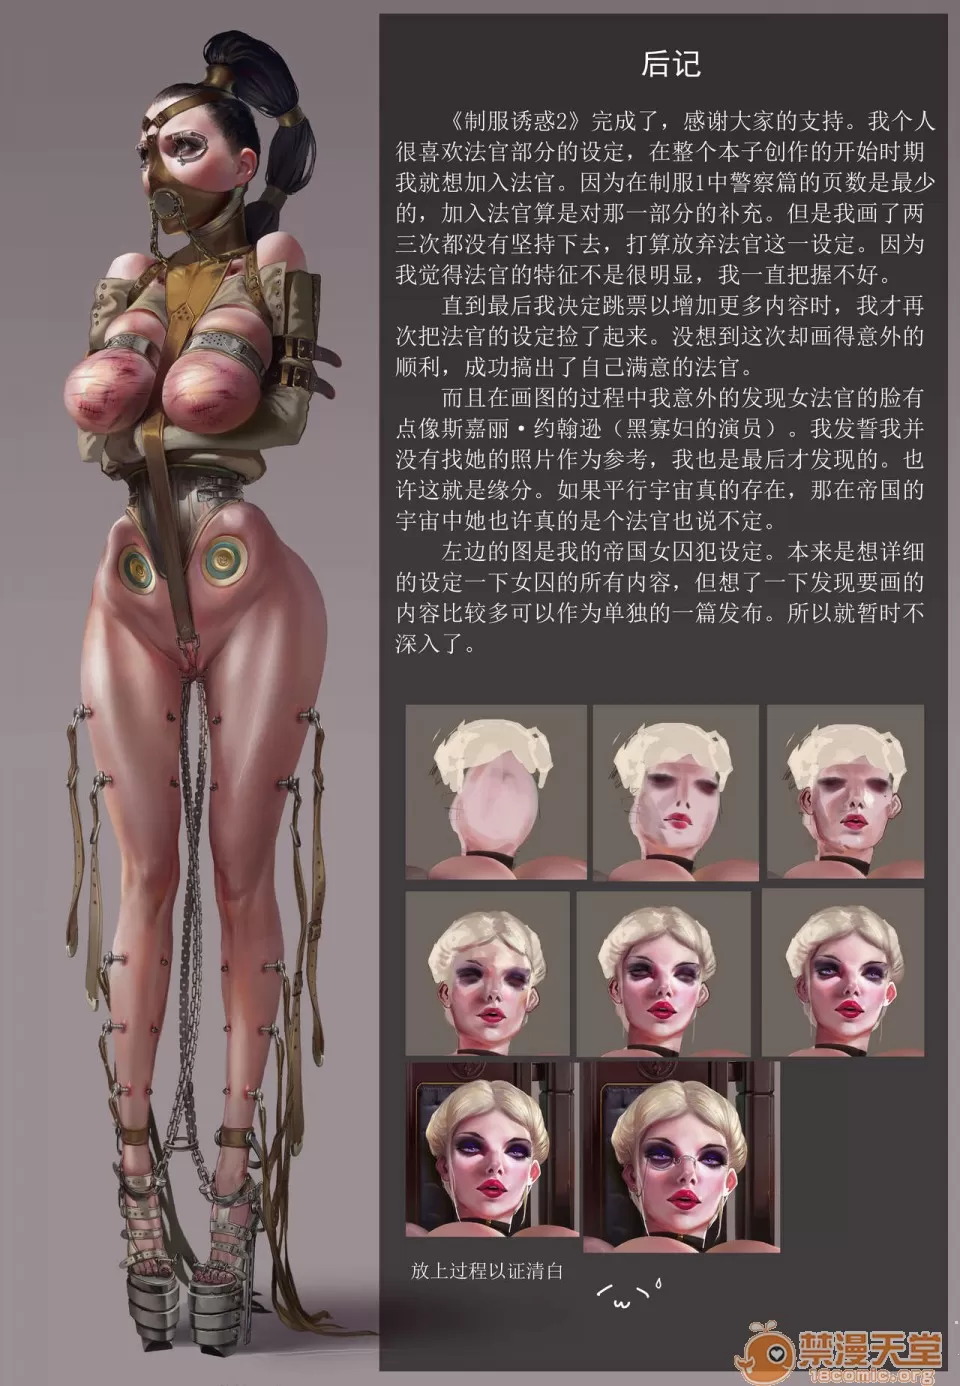 后记
《制服诱惑2》完成了，感谢大家的支持。我个人
很喜欢法官部分的设定，在整个本子创作的开始时期
我就想加入法官。因为在制服1中警察篇的页数是最少
的，加入法官算是对那一部分的补充。但是我画了两
三次都没有坚持下去，打算放弃法官这一设定。因为
我觉得法官的特征不是很明显，我一直把握不好。
直到最后我决定跳票以增加更多内容时，我才再
次把法官的设定捡了起来。没想到这次却画得意外的
顺利，成功搞出了自己满意的法官。
而且在画图的过程中我意外的发现女法官的脸有
点像斯嘉丽·约翰逊（黑寡妇的演员）。我发誓我并
没有找她的照片作为参考，我也是最后才发现的。也
许这就是缘分。如果平行宇宙真的存在，那在帝国的
宇宙中她也许真的是个法官也说不定。
左边的图是我的帝国女囚犯设定。本来是想详细
的设定一下女囚的所有内容，但想了一下发现要画的
内容比较多可以作为单独的一篇发布。所以就暂时不
深入了。
放上过程以证清白
禁漫天堂
18comic.org